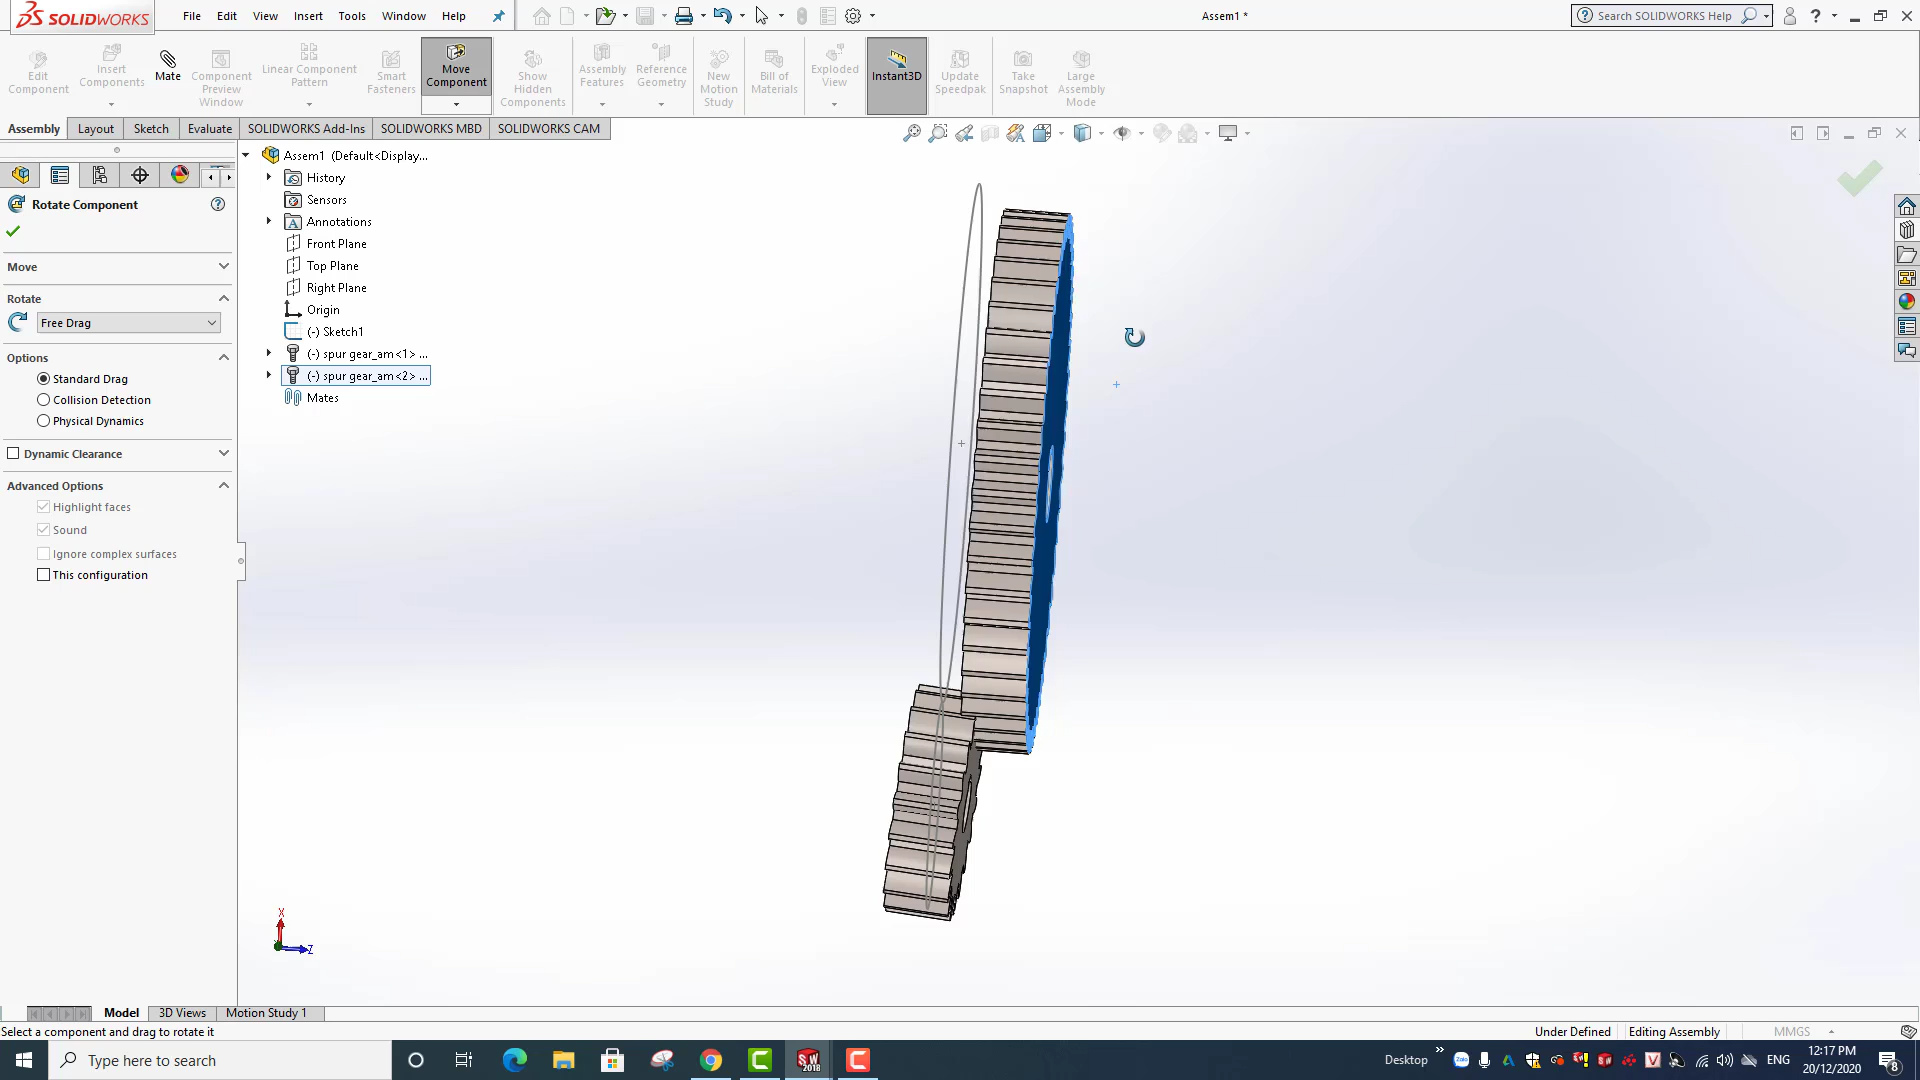 SOLIDWORKS
File Edit View Insert Tools Window Help
Assem1 *
Search SOLIDWORKS Help
Edit Component
Insert Components
Mate
Component Preview Window
Linear Component Pattern
Smart Fasteners
Move Component
Show Hidden Components
Assembly Features
Reference Geometry
New Motion Study
Bill of Materials
Exploded View
Instant3D
Update Speedpak
Take Snapshot
Large Assembly Mode
Assembly Layout Sketch Evaluate SOLIDWORKS Add-Ins SOLIDWORKS MBD SOLIDWORKS CAM
Rotate Component
Move
Rotate
Free Drag
Options
Standard Drag
Collision Detection
Physical Dynamics
Dynamic Clearance
Advanced Options
Highlight faces
Sound
Ignore complex surfaces
This configuration
Assem1 (Default<Display...
History
Sensors
Annotations
Front Plane
Top Plane
Right Plane
Origin
(-) Sketch1
(-) spur gear_am<1> ...
(-) spur gear_am<2> ...
Mates
X
Z
Model 3D Views Motion Study 1
Select a component and drag to rotate it
Under Defined Editing Assembly MMGS
Type here to search
Desktop
ENG
12:17 PM
20/12/2020
8